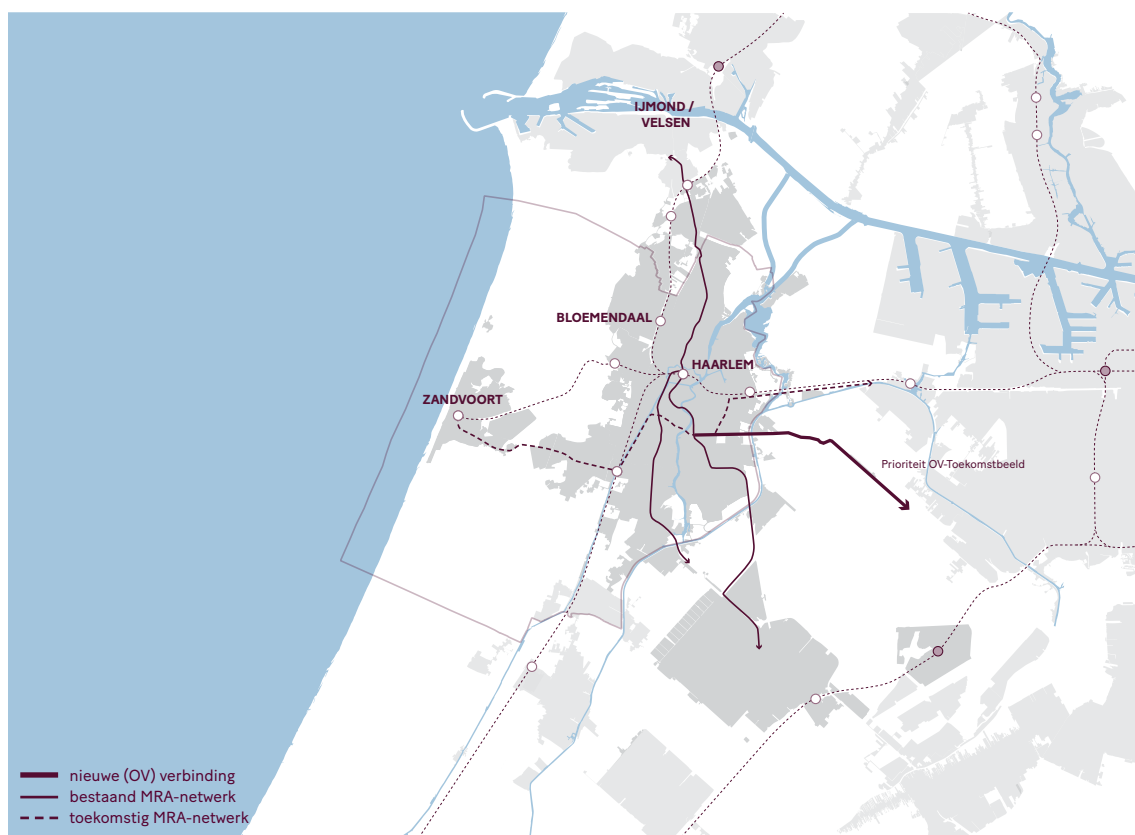 IJMOND /
VELSEN
BLOEMENDAAL
HAARLEM
ZANDVOORT
Prioriteit OV-Toekomstbeeld
nieuwe (OV) verbinding
bestaand MRA-netwerk
toekomstig MRA-netwerk